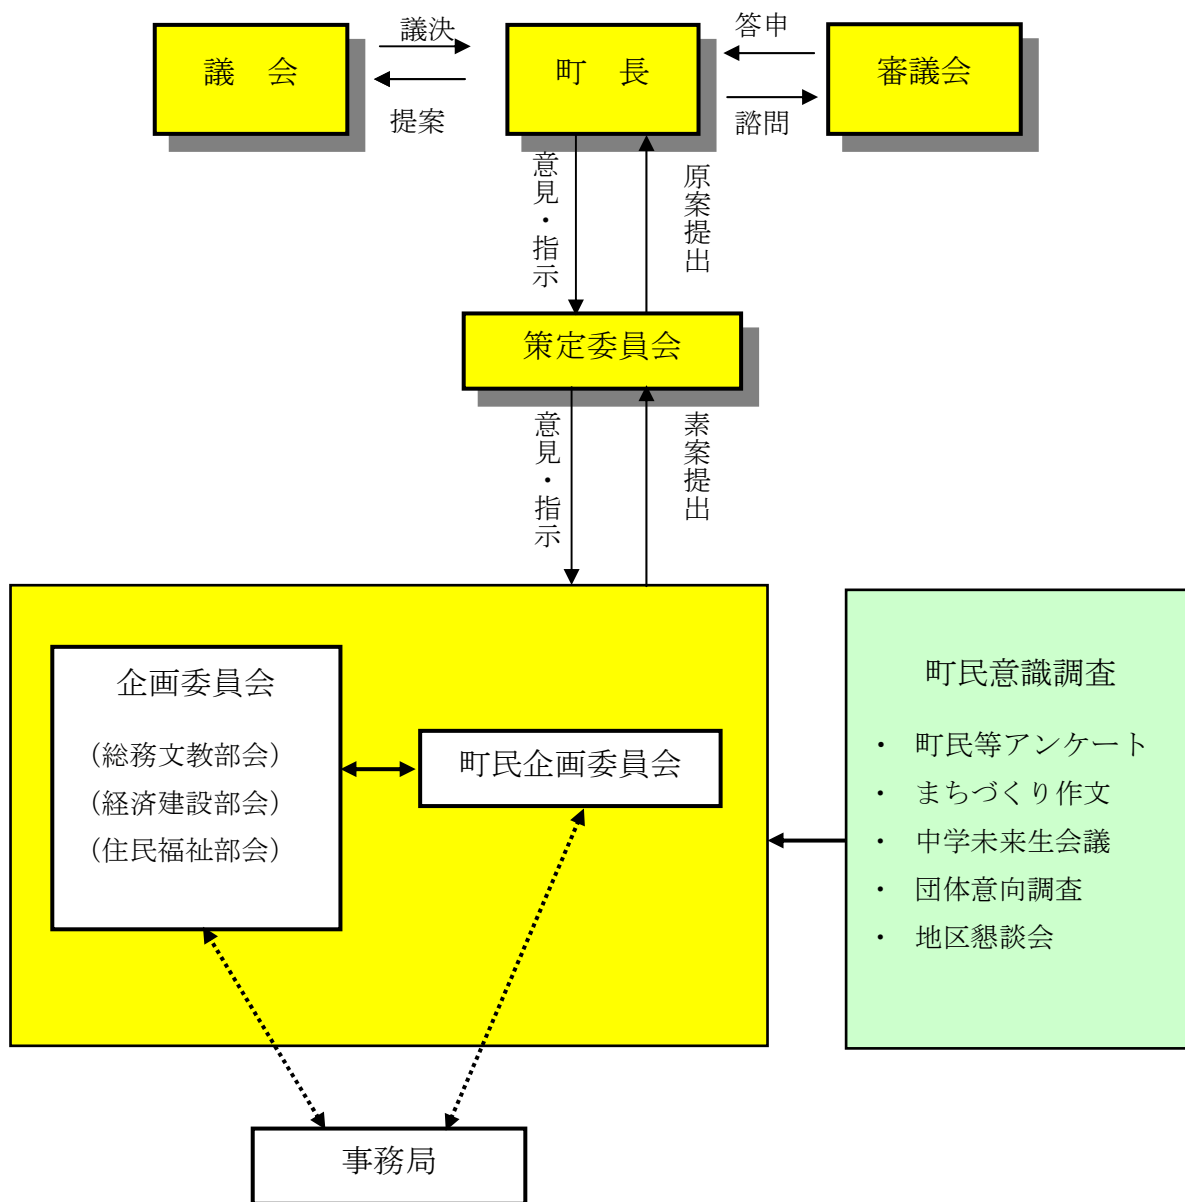 議　会
議決
提案
町　長
答申
諮問
審議会
意見・指示
原案提出
策定委員会
意見・指示
素案提出
企画委員会
（総務文教部会）
（経済建設部会）
（住民福祉部会）
町民企画委員会
町民意識調査
・ 町民等アンケート
・ まちづくり作文
・ 中学未来生会議
・ 団体意向調査
・ 地区懇談会
事務局